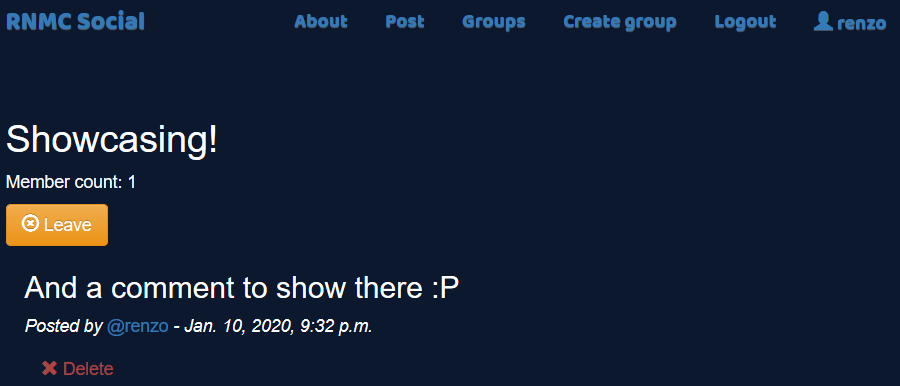 RNMC Social About Post Groups Create group Logout renzo
Showcasing!
Member count: 1
Leave
And a comment to show there :P
Posted by @renzo - Jan. 10, 2020, 9:32 p.m.
Delete